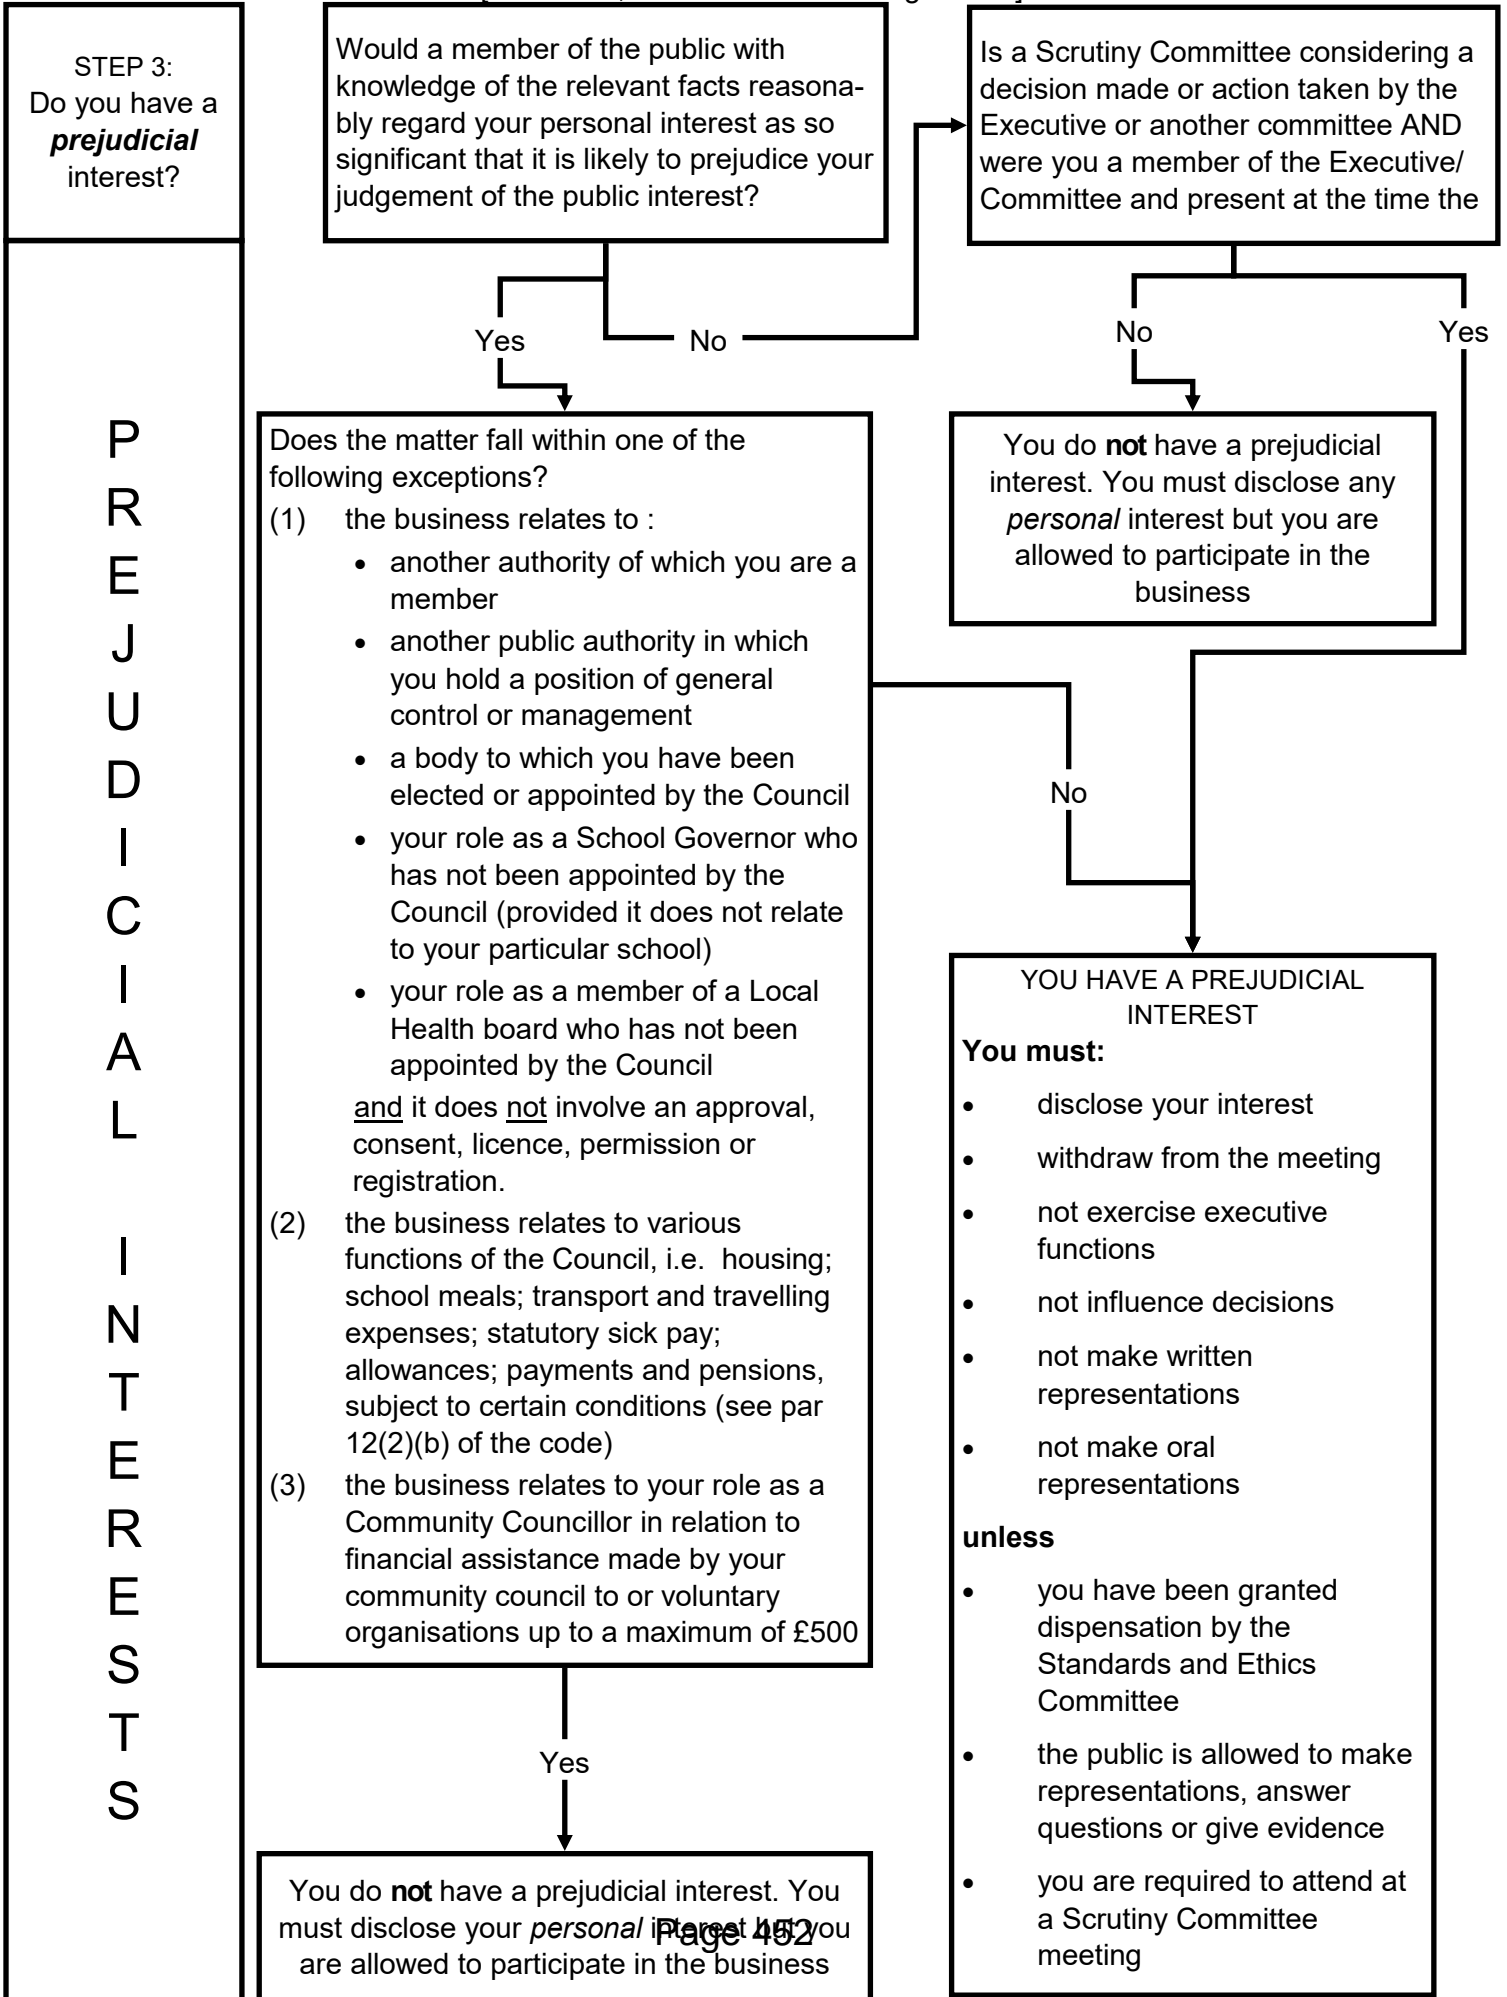 STEP 3:
Do you have a
prejudicial
interest?
PREJUDICIAL INTERESTS
Would a member of the public with
knowledge of the relevant facts reasona-
bly regard your personal interest as so
significant that it is likely to prejudice your
judgement of the public interest?
Is a Scrutiny Committee considering a
decision made or action taken by the
Executive or another committee AND
were you a member of the Executive/
Committee and present at the time the
Yes
No
No
Yes
Does the matter fall within one of the
following exceptions?
(1) the business relates to :
• another authority of which you are a
member
• another public authority in which
you hold a position of general
control or management
• a body to which you have been
elected or appointed by the Council
• your role as a School Governor who
has not been appointed by the
Council (provided it does not relate
to your particular school)
• your role as a member of a Local
Health board who has not been
appointed by the Council
and it does not involve an approval,
consent, licence, permission or
registration.
(2) the business relates to various
functions of the Council, i.e. housing;
school meals; transport and travelling
expenses; statutory sick pay;
allowances; payments and pensions,
subject to certain conditions (see par
12(2)(b) of the code)
(3) the business relates to your role as a
Community Councillor in relation to
financial assistance made by your
community council to or voluntary
organisations up to a maximum of £500
You do not have a prejudicial
interest. You must disclose any
personal interest but you are
allowed to participate in the
business
No
YOU HAVE A PREJUDICIAL
INTEREST
You must:
• disclose your interest
• withdraw from the meeting
• not exercise executive
functions
• not influence decisions
• not make written
representations
• not make oral
representations
unless
• you have been granted
dispensation by the
Standards and Ethics
Committee
• the public is allowed to make
representations, answer
questions or give evidence
• you are required to attend at
a Scrutiny Committee
meeting
Yes
You do not have a prejudicial interest. You
must disclose your personal interest but you
are allowed to participate in the business
Page 452